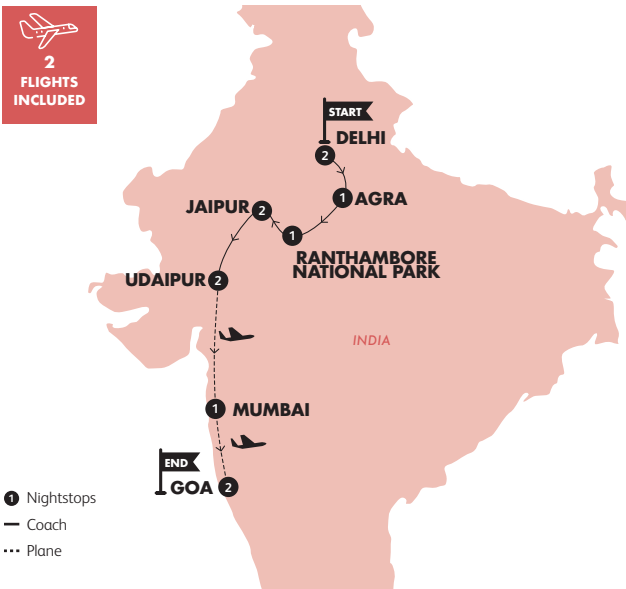 2
FLIGHTS
INCLUDED
START
DELHI
2
1 AGRA
JAIPUR 2
1
RANTHAMBORE
NATIONAL PARK
UDAIPUR 2
INDIA
1 MUMBAI
END
GOA 2
1 Nightstops
Coach
Plane